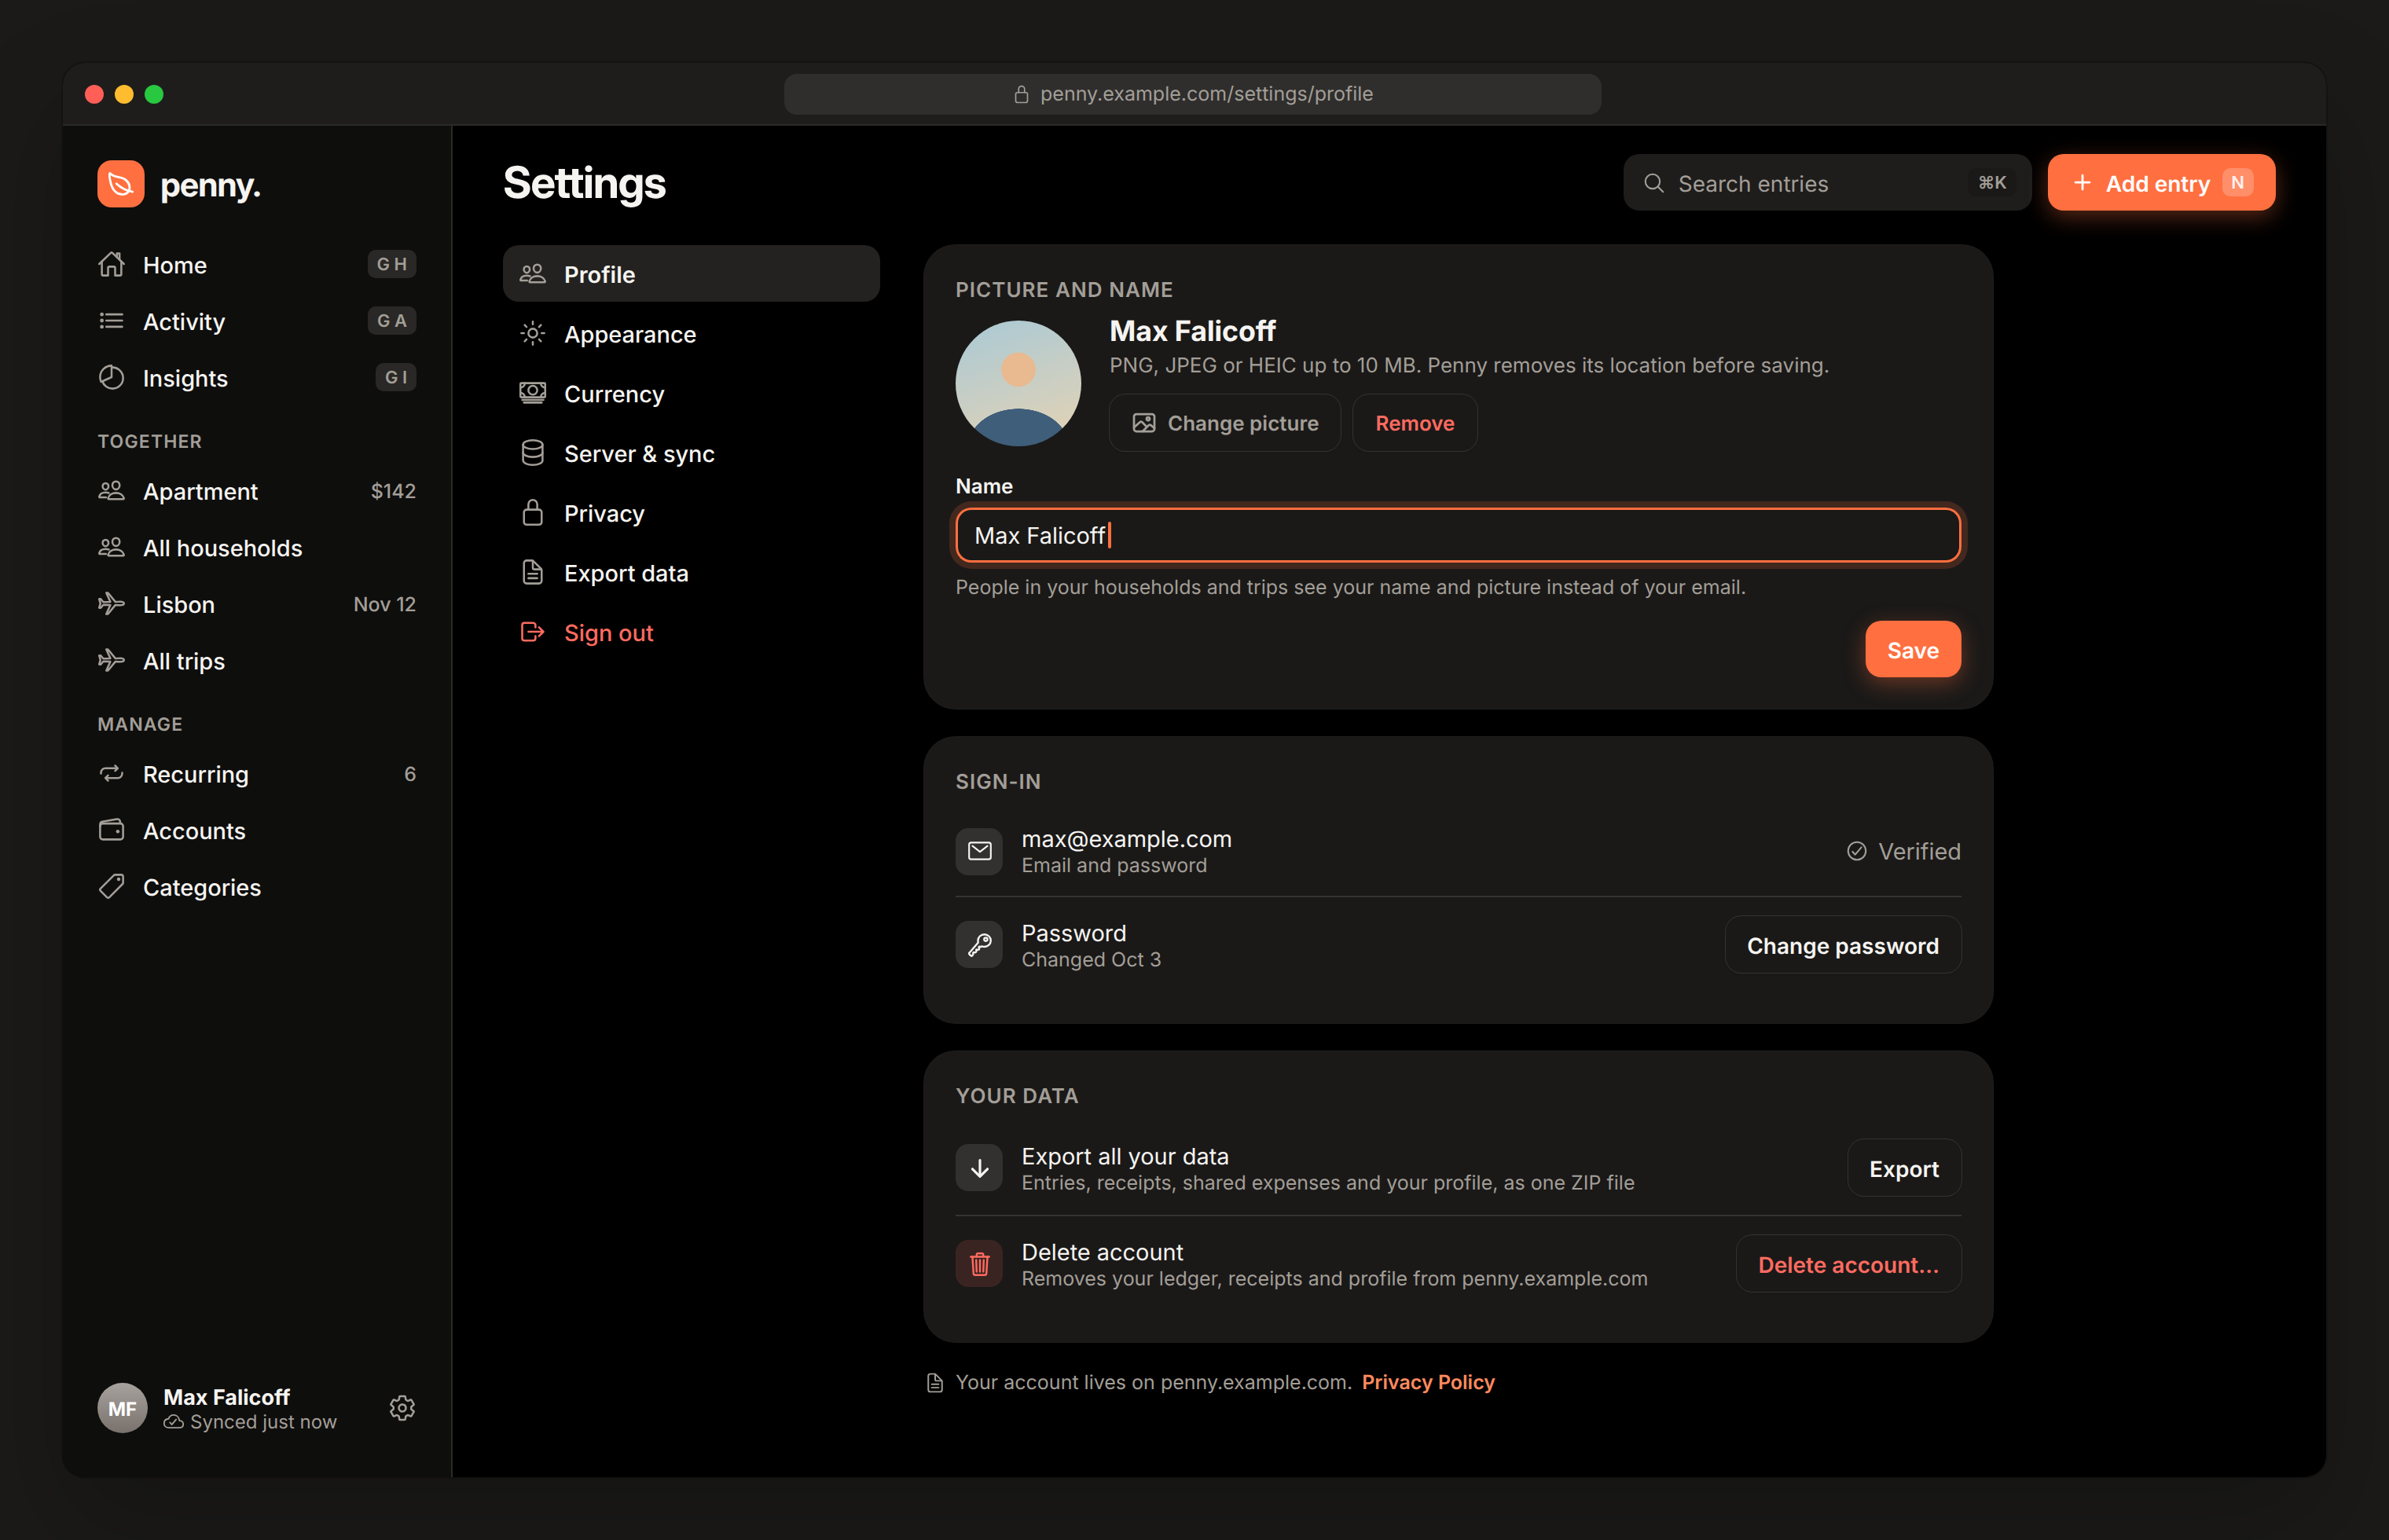 penny.example.com/settings/profile
penny.
Home G H
Activity G A
Insights G I
TOGETHER
Apartment $142
All households
Lisbon Nov 12
All trips
MANAGE
Recurring 6
Accounts
Categories
MF
Max Falicoff
Synced just now
Settings
Search entries ⌘K
Add entry N
Profile
Appearance
Currency
Server & sync
Privacy
Export data
Sign out
PICTURE AND NAME
Max Falicoff
PNG, JPEG or HEIC up to 10 MB. Penny removes its location before saving.
Change picture
Remove
Name
Max Falicoff
People in your households and trips see your name and picture instead of your email.
Save
SIGN-IN
max@example.com
Email and password
Verified
Password
Changed Oct 3
Change password
YOUR DATA
Export all your data
Entries, receipts, shared expenses and your profile, as one ZIP file
Export
Delete account
Removes your ledger, receipts and profile from penny.example.com
Delete account...
Your account lives on penny.example.com. Privacy Policy